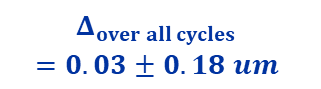 Δover all cycles
= 0.03 ± 0.18 um